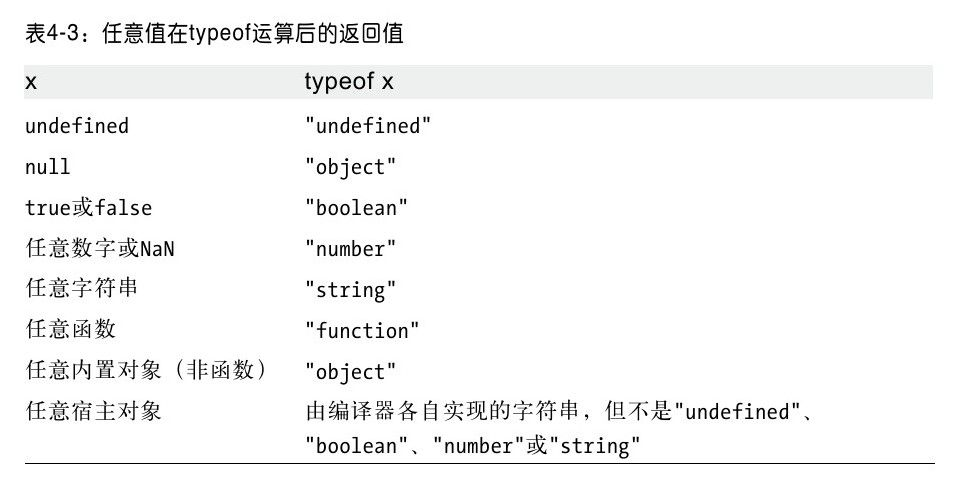 表4-3：任意值在typeof运算后的返回值
x typeof x
undefined "undefined"
null "object"
true或false "boolean"
任意数字或NaN "number"
任意字符串 "string"
任意函数 "function"
任意内置对象（非函数） "object"
任意宿主对象 由编译器各自实现的字符串，但不是"undefined"、
"boolean"、"number"或"string"